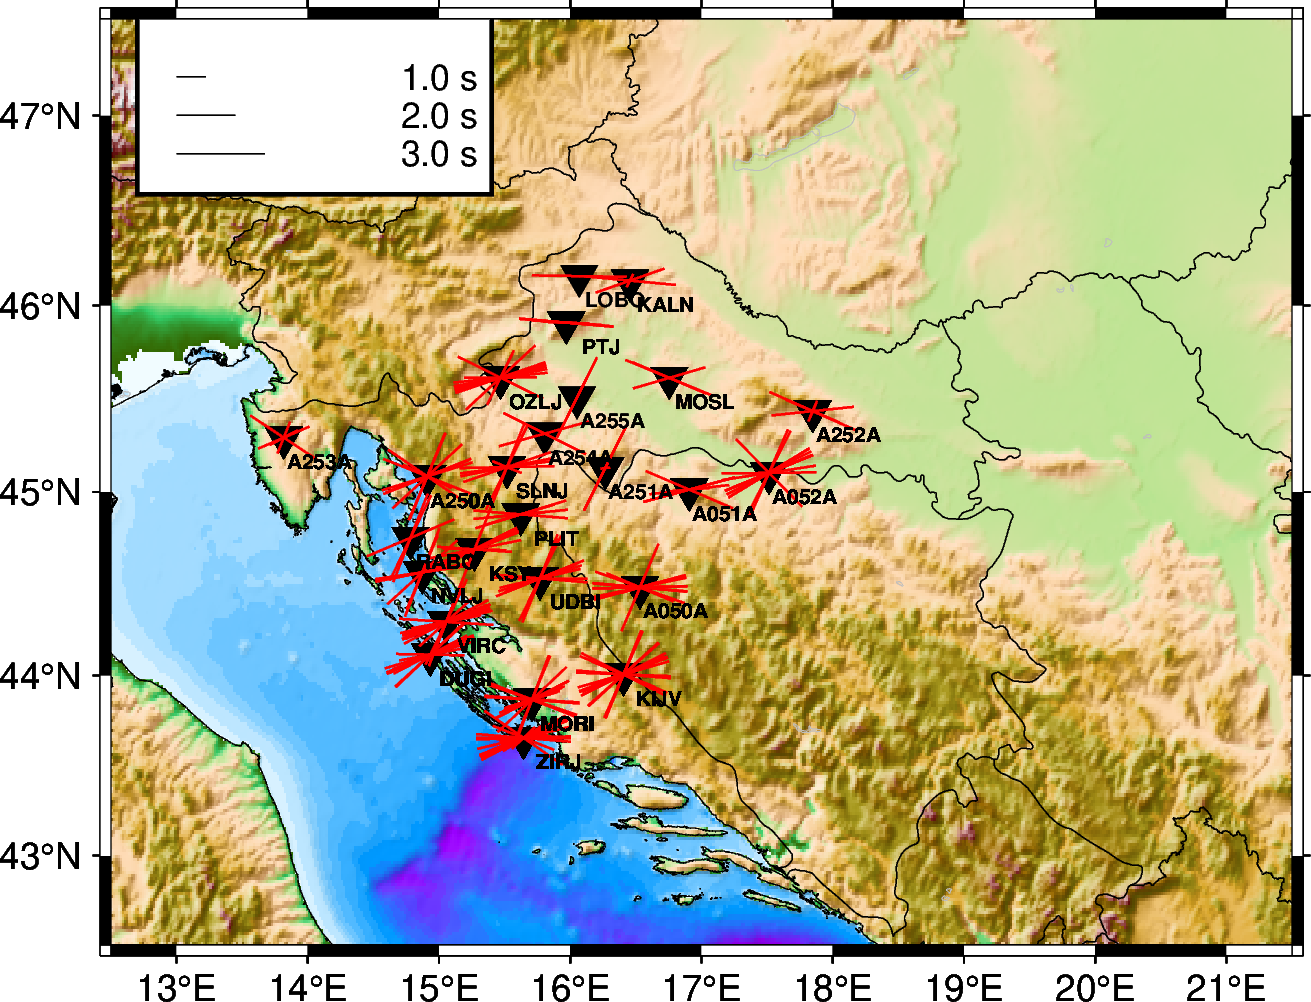 1.0 s
2.0 s
3.0 s
47°N
46°N
45°N
44°N
43°N
LOBO
KALN
PTJ
OZLJ
MOSL
A255A
A252A
A254A
A253A
SLNJ
A251A
A250A
A052A
A051A
PLIT
RABC
KSY
NVLJ
UDBI
A050A
VIRC
DUGI
KIJV
MORI
ZIRJ
13°E 14°E 15°E 16°E 17°E 18°E 19°E 20°E 21°E